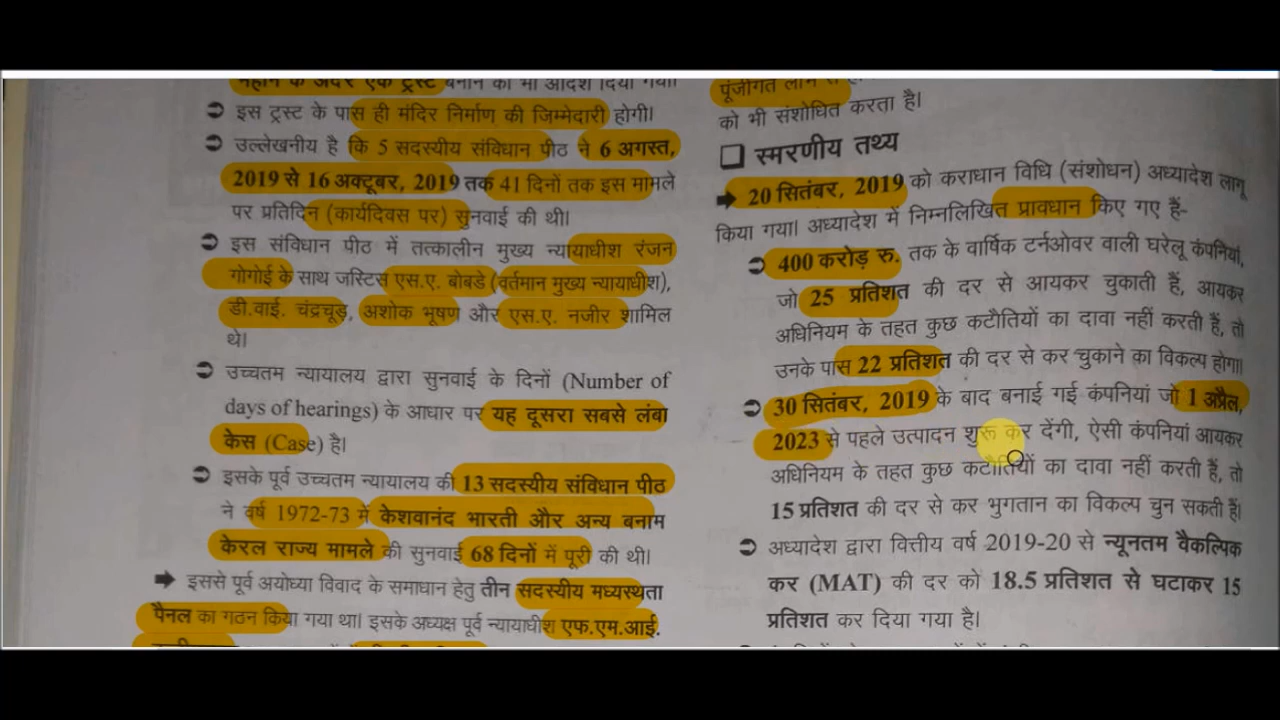 महीने के अंदर एक ट्रस्ट बनाने का भी आदेश दिया गया।
➲ इस ट्रस्ट के पास ही मंदिर निर्माण की जिम्मेदारी होगी।
➲ उल्लेखनीय है कि 5 सदस्यीय संविधान पीठ ने 6 अगस्त,
2019 से 16 अक्टूबर, 2019 तक 41 दिनों तक इस मामले
पर प्रतिदिन (कार्यदिवस पर) सुनवाई की थी।
➲ इस संविधान पीठ में तत्कालीन मुख्य न्यायाधीश रंजन
गोगोई के साथ जस्टिस एस.ए. बोबडे (वर्तमान मुख्य न्यायाधीश),
डी.वाई. चंद्रचूड़, अशोक भूषण और एस.ए. नजीर शामिल
थे।
➲ उच्चतम न्यायालय द्वारा सुनवाई के दिनों (Number of
days of hearings) के आधार पर यह दूसरा सबसे लंबा
केस (Case) है।
➲ इसके पूर्व उच्चतम न्यायालय की 13 सदस्यीय संविधान पीठ
ने वर्ष 1972-73 में केशवानंद भारती और अन्य बनाम
केरल राज्य मामले की सुनवाई 68 दिनों में पूरी की थी।
➡ इससे पूर्व अयोध्या विवाद के समाधान हेतु तीन सदस्यीय मध्यस्थता
पैनल का गठन किया गया था। इसके अध्यक्ष पूर्व न्यायाधीश एफ.एम.आई.
पूंजीगत लाभ
को भी संशोधित करता है।
❑ स्मरणीय तथ्य
➡ 20 सितंबर, 2019 को कराधान विधि (संशोधन) अध्यादेश लागू
किया गया। अध्यादेश में निम्नलिखित प्रावधान किए गए हैं-
➲ 400 करोड़ रु. तक के वार्षिक टर्नओवर वाली घरेलू कंपनियां,
जो 25 प्रतिशत की दर से आयकर चुकाती हैं, आयकर
अधिनियम के तहत कुछ कटौतियों का दावा नहीं करती हैं, तो
उनके पास 22 प्रतिशत की दर से कर चुकाने का विकल्प होगा।
➲ 30 सितंबर, 2019 के बाद बनाई गई कंपनियां जो 1 अप्रैल,
2023 से पहले उत्पादन शुरू कर देंगी, ऐसी कंपनियां आयकर
अधिनियम के तहत कुछ कटौतियों का दावा नहीं करती हैं, तो
15 प्रतिशत की दर से कर भुगतान का विकल्प चुन सकती हैं।
➲ अध्यादेश द्वारा वित्तीय वर्ष 2019-20 से न्यूनतम वैकल्पिक
कर (MAT) की दर को 18.5 प्रतिशत से घटाकर 15
प्रतिशत कर दिया गया है।